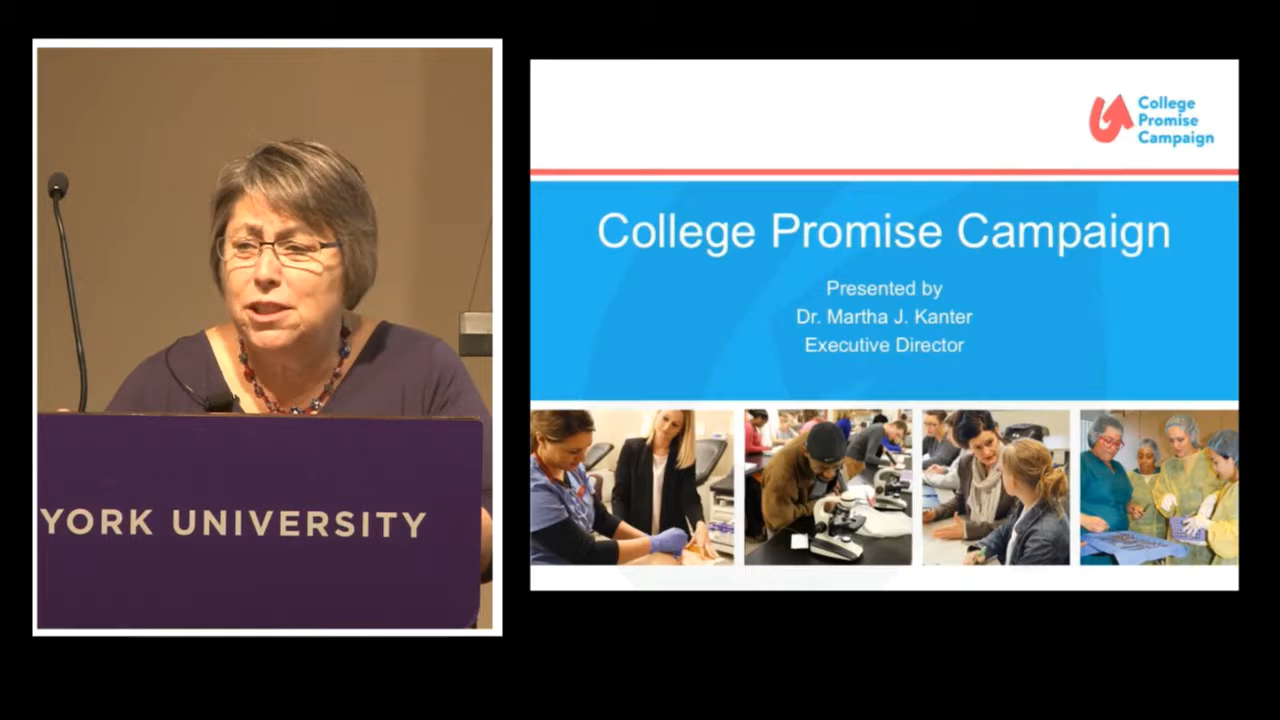 YORK UNIVERSITY
College
Promise
Campaign
College Promise Campaign
Presented by
Dr. Martha J. Kanter
Executive Director